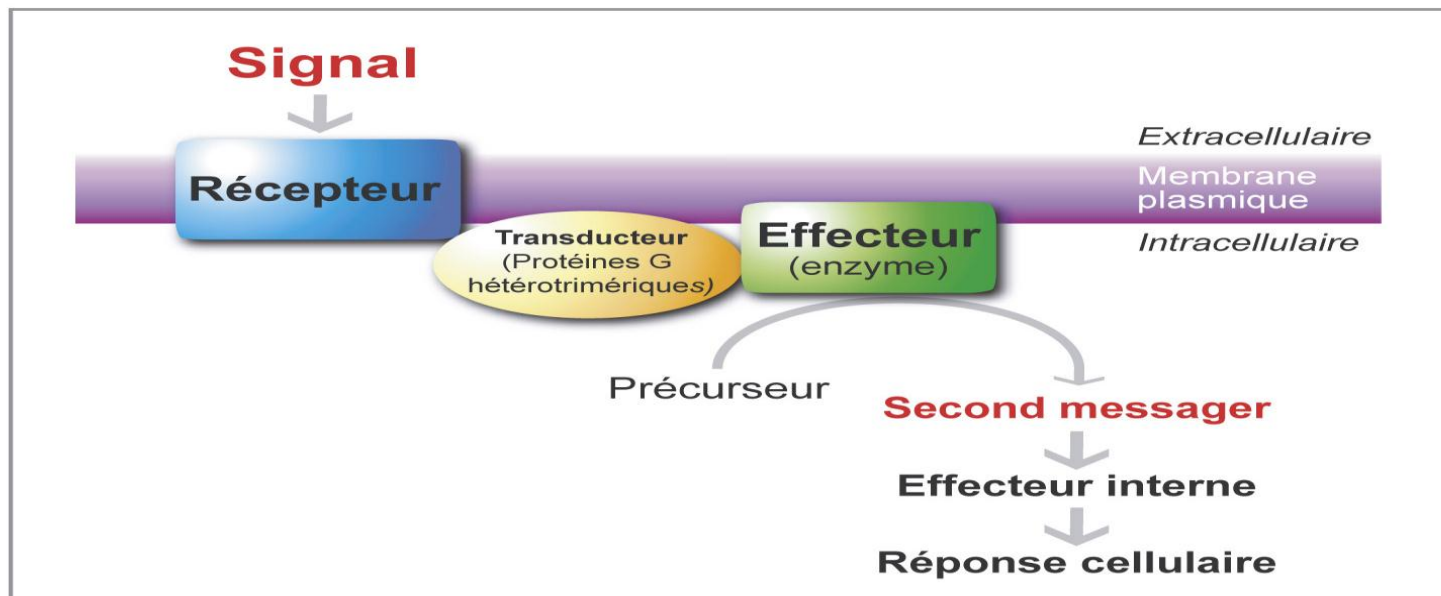 Signal
Extracellulaire
Récepteur
Membrane
plasmique
Transducteur
(Protéines G
hétérotrimériques)
Effecteur
(enzyme)
Intracellulaire
Précurseur
Second messager
Effecteur interne
Réponse cellulaire